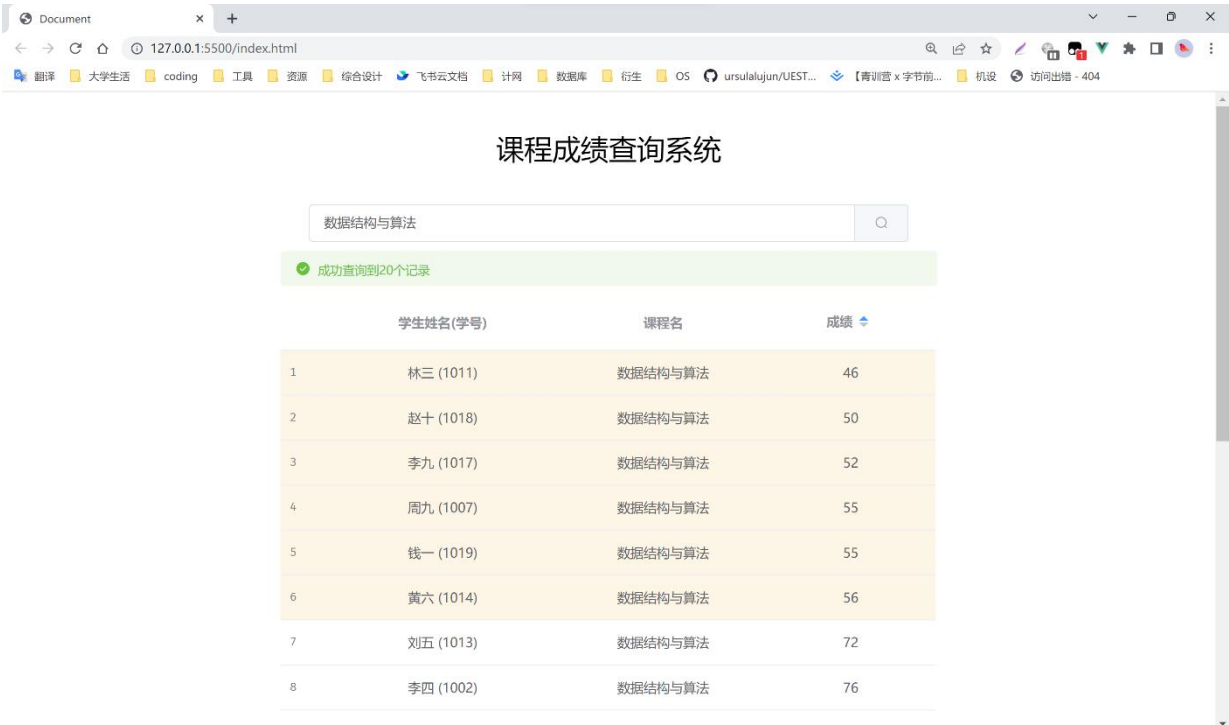 Document
127.0.0.1:5500/index.html
翻译 大学生活 coding 工具 资源 综合设计 飞书云文档 计网 数据库 衍生 OS ursulalujun/UEST... 【青训营 x 字节前... 机设 访问出错 - 404
课程成绩查询系统
数据结构与算法
成功查询到20个记录
学生姓名(学号) 课程名 成绩
1 林三 (1011) 数据结构与算法 46
2 赵十 (1018) 数据结构与算法 50
3 李九 (1017) 数据结构与算法 52
4 周九 (1007) 数据结构与算法 55
5 钱一 (1019) 数据结构与算法 55
6 黄六 (1014) 数据结构与算法 56
7 刘五 (1013) 数据结构与算法 72
8 李四 (1002) 数据结构与算法 76